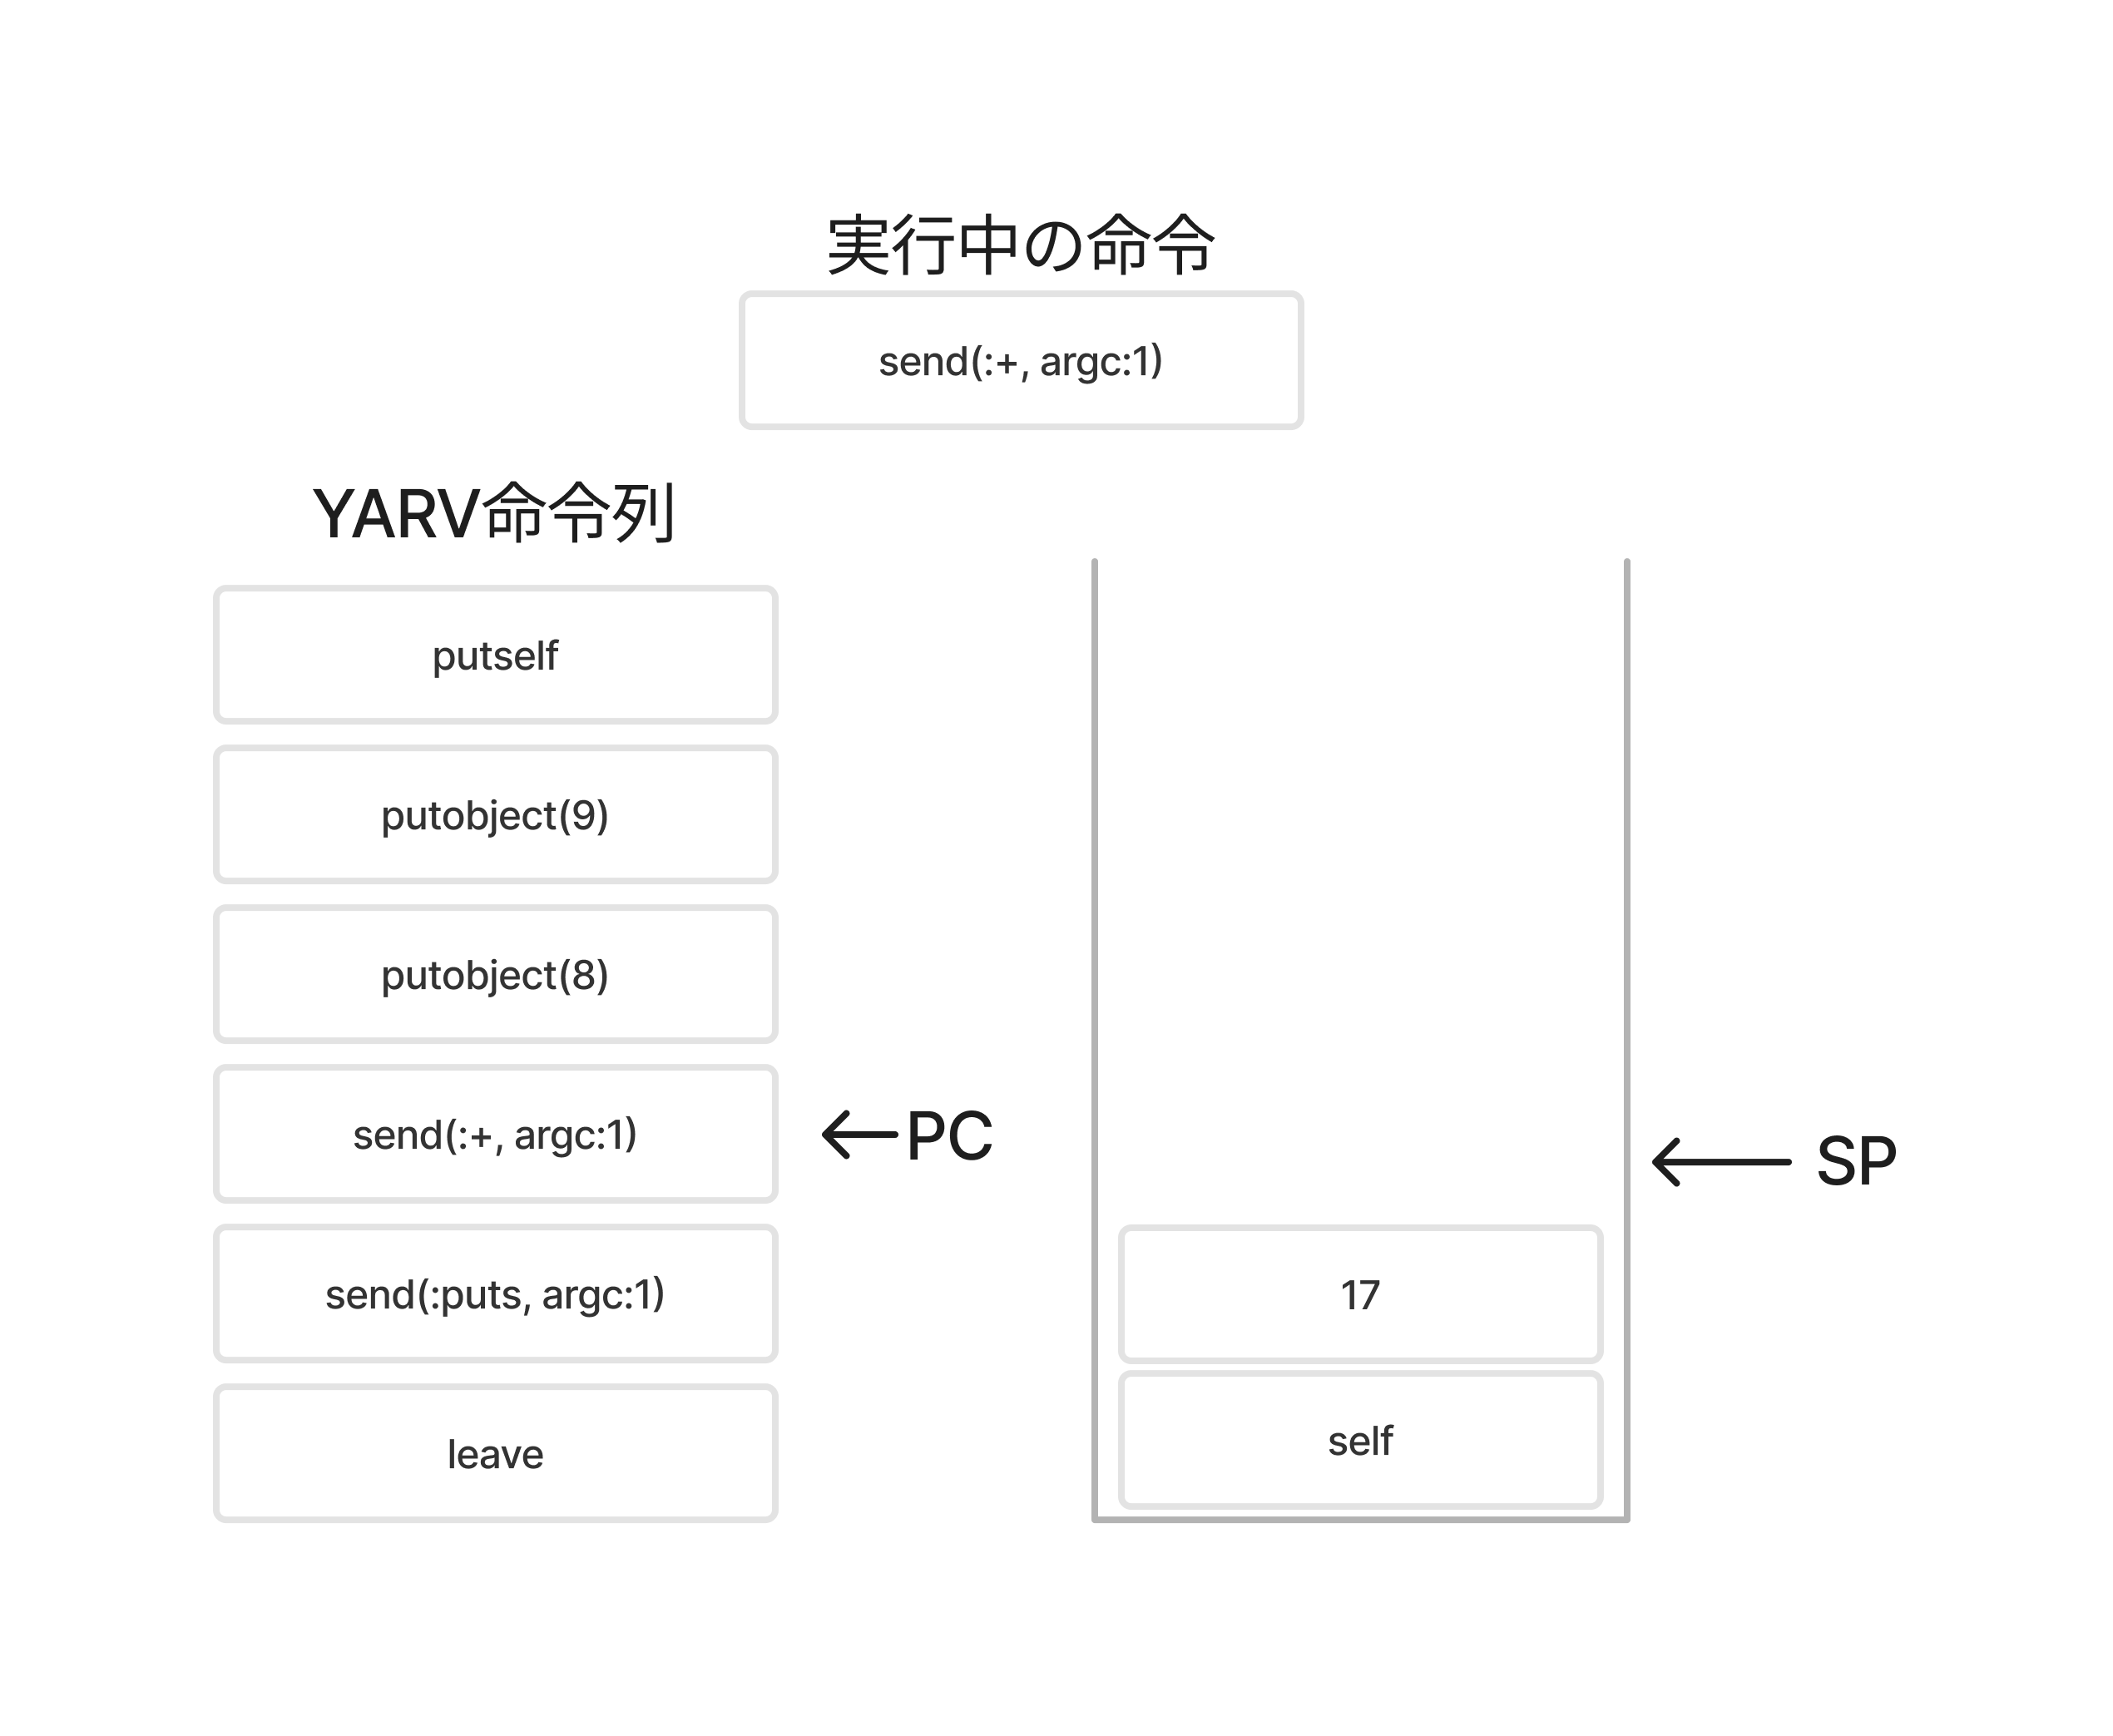 実行中の命令
send(:+, argc:1)
YARV命令列
putself
putobject(9)
putobject(8)
send(:+, argc:1)
PC
SP
send(:puts, argc:1)
17
leave
self